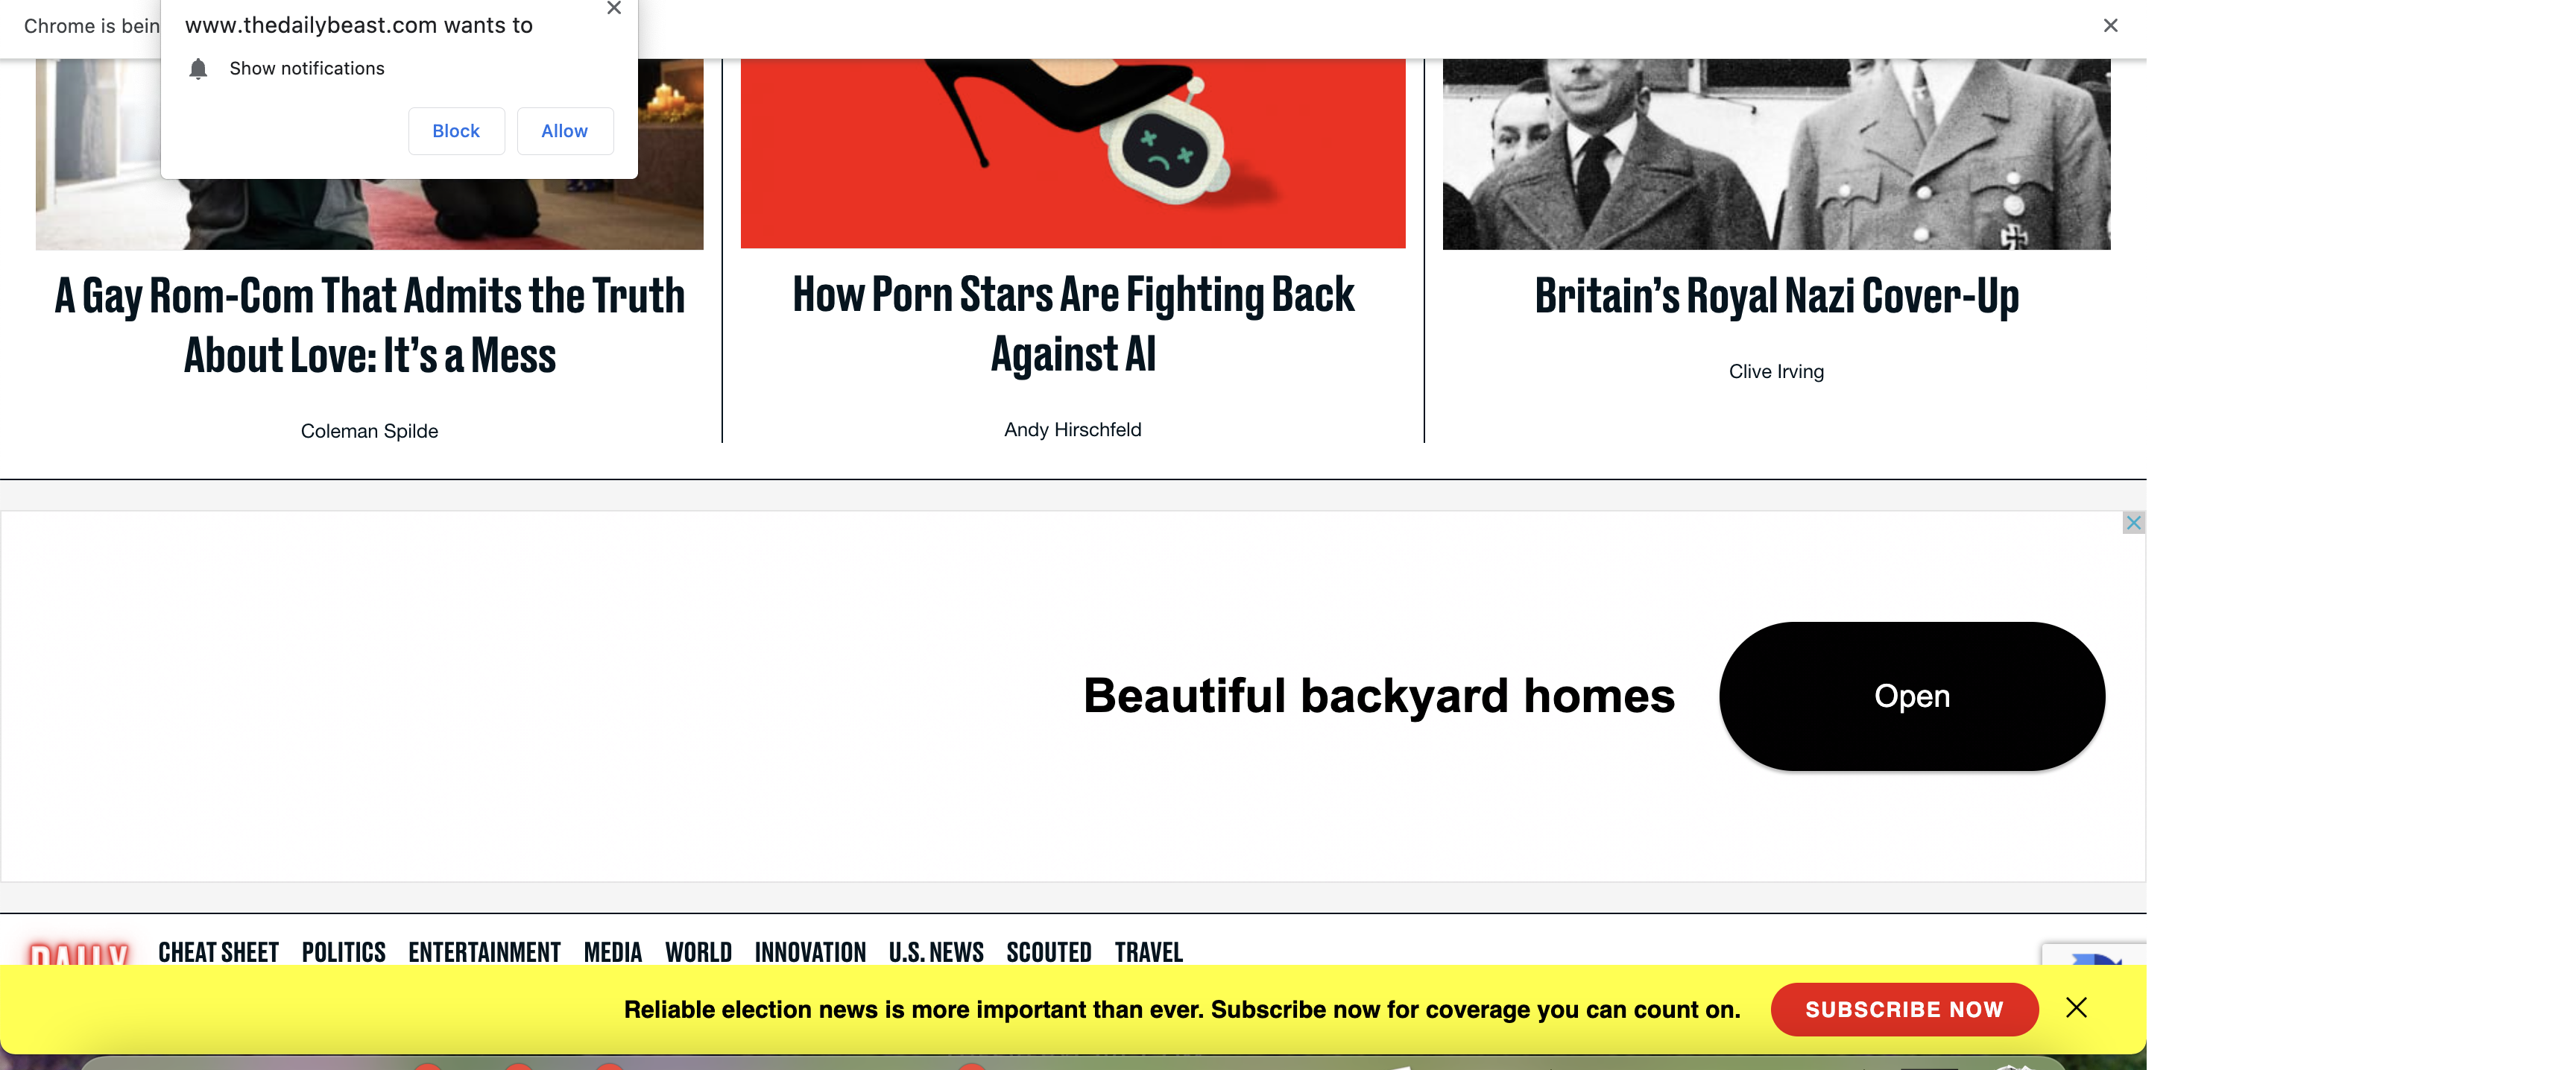 Chrome is bein
www.thedailybeast.com wants to
Show notifications
Block
Allow
A Gay Rom-Com That Admits the Truth
About Love: It's a Mess
Coleman Spilde
How Porn Stars Are Fighting Back
Against AI
Andy Hirschfeld
Britain's Royal Nazi Cover-Up
Clive Irving
Beautiful backyard homes
Open
DAILY
CHEAT SHEET POLITICS ENTERTAINMENT MEDIA WORLD INNOVATION U.S. NEWS SCOUTED TRAVEL
Reliable election news is more important than ever. Subscribe now for coverage you can count on.
SUBSCRIBE NOW